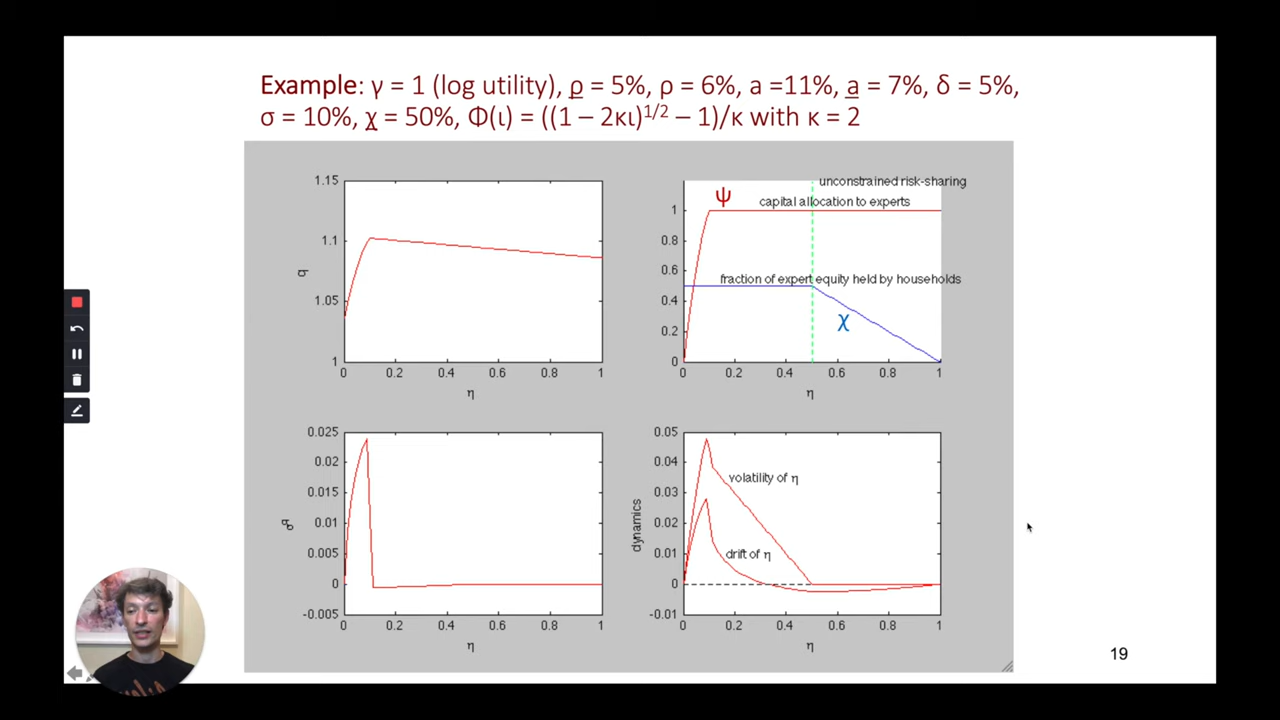 Example: γ = 1 (log utility), ρ = 5%, ρ = 6%, a =11%, a = 7%, δ = 5%,
σ = 10%, χ = 50%, Φ(ι) = ((1 – 2κι)^1/2 – 1)/κ with κ = 2
1.15
1.1
1.05
1
q
0 0.2 0.4 0.6 0.8 1
η
unconstrained risk-sharing
ψ
capital allocation to experts
1
0.8
0.6
0.4
0.2
0
fraction of expert equity held by households
χ
0 0.2 0.4 0.6 0.8 1
η
0.025
0.02
0.015
0.01
0.005
0
-0.005
σ^q
0 0.2 0.4 0.6 0.8 1
η
0.05
0.04
0.03
0.02
0.01
0
-0.01
dynamics
volatility of η
drift of η
0 0.2 0.4 0.6 0.8 1
η
19